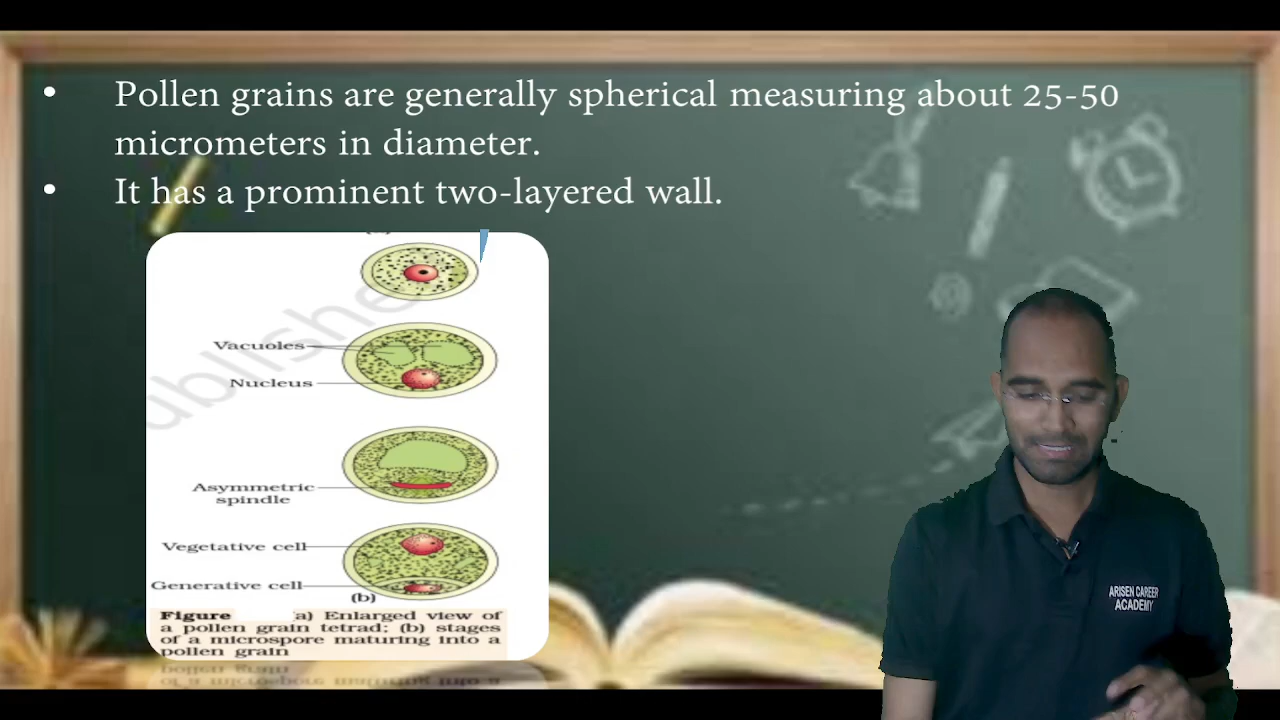 • Pollen grains are generally spherical measuring about 25-50
micrometers in diameter.
• It has a prominent two-layered wall.
Vacuoles
Nucleus
Asymmetric
spindle
Vegetative cell
Generative cell
(b)
Figure a) Enlarged view of
a pollen grain tetrad; (b) stages
of a microspore maturing into a
pollen grain
ARISEN CAREER
ACADEMY